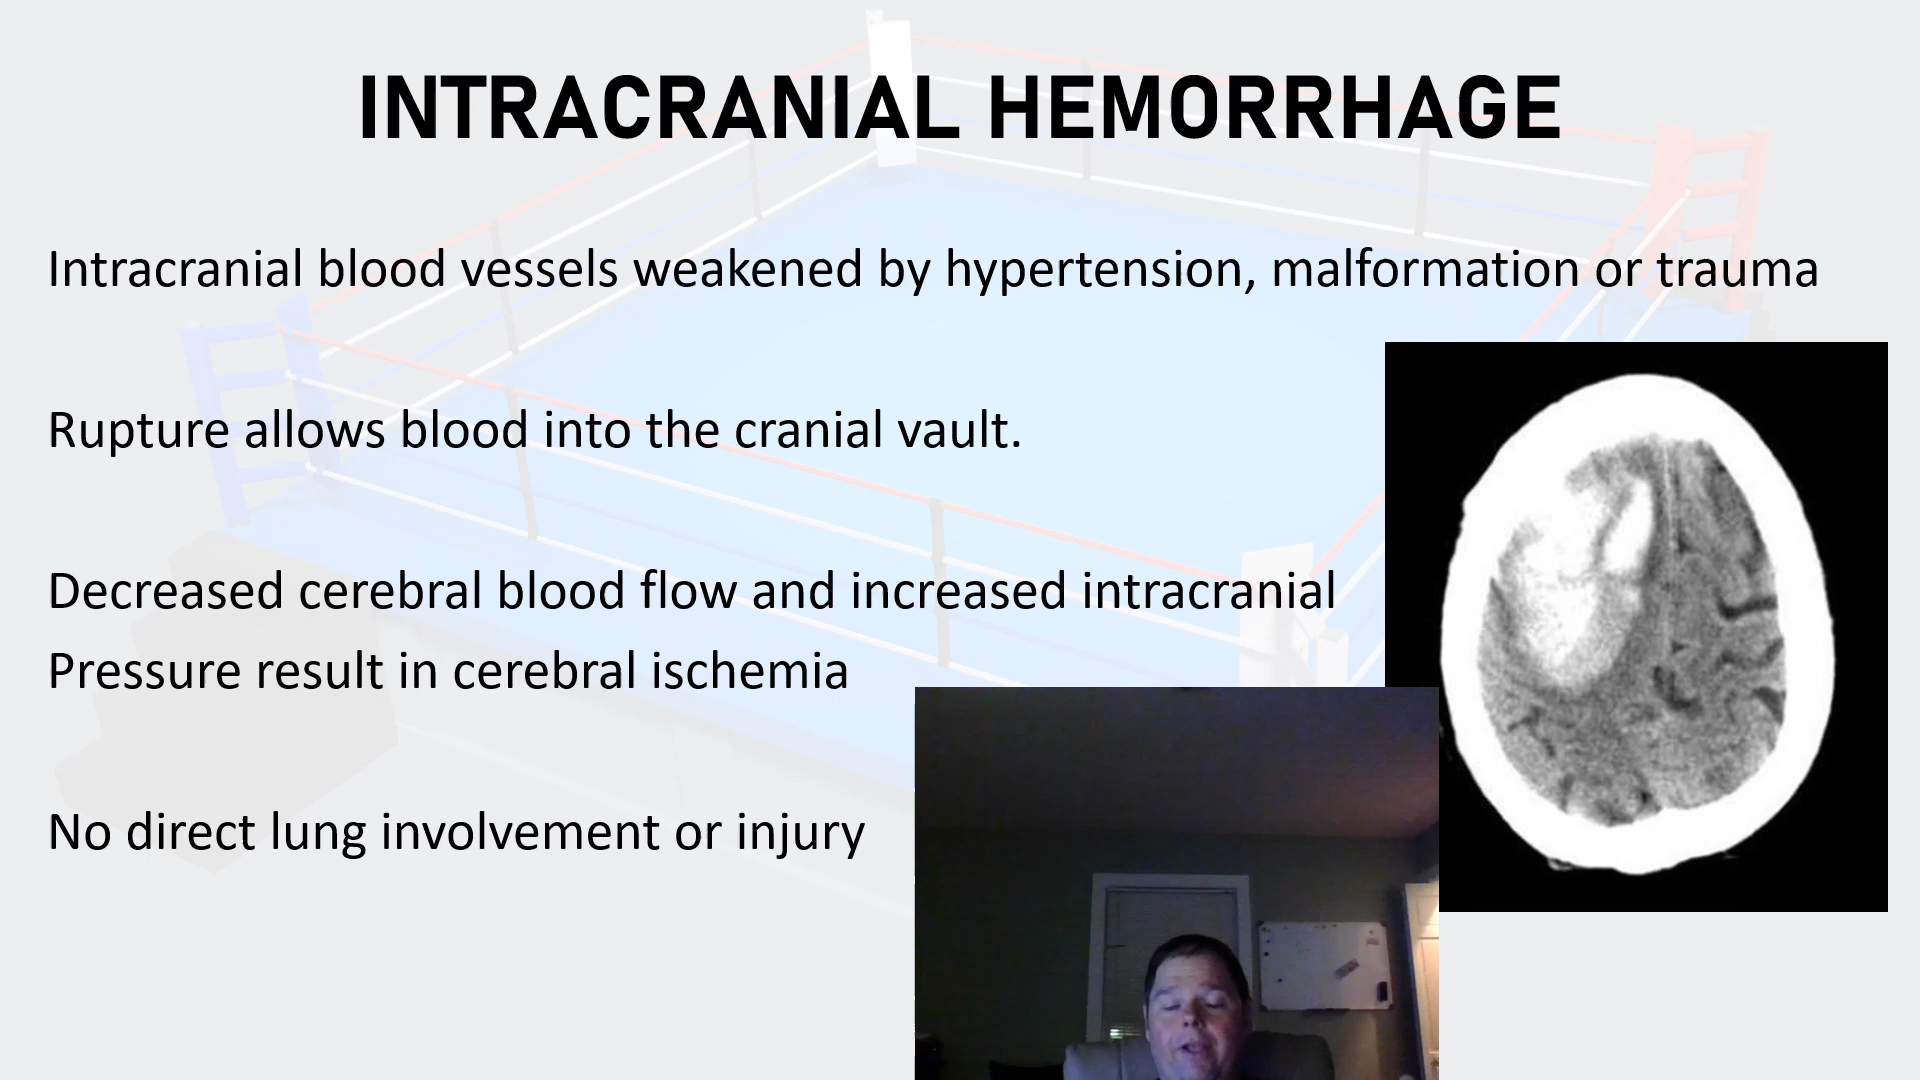 INTRACRANIAL HEMORRHAGE
Intracranial blood vessels weakened by hypertension, malformation or trauma
Rupture allows blood into the cranial vault.
Decreased cerebral blood flow and increased intracranial
Pressure result in cerebral ischemia
No direct lung involvement or injury